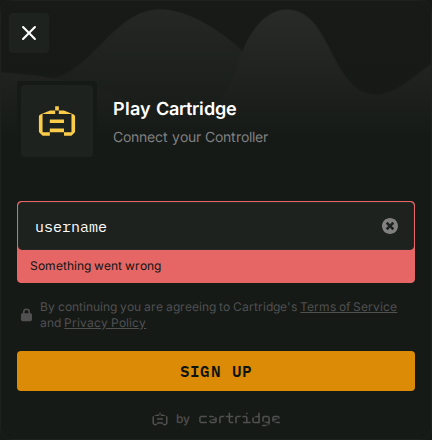 Play Cartridge
Connect your Controller
username
Something went wrong
By continuing you are agreeing to Cartridge's Terms of Service
and Privacy Policy
SIGN UP
by cartridge